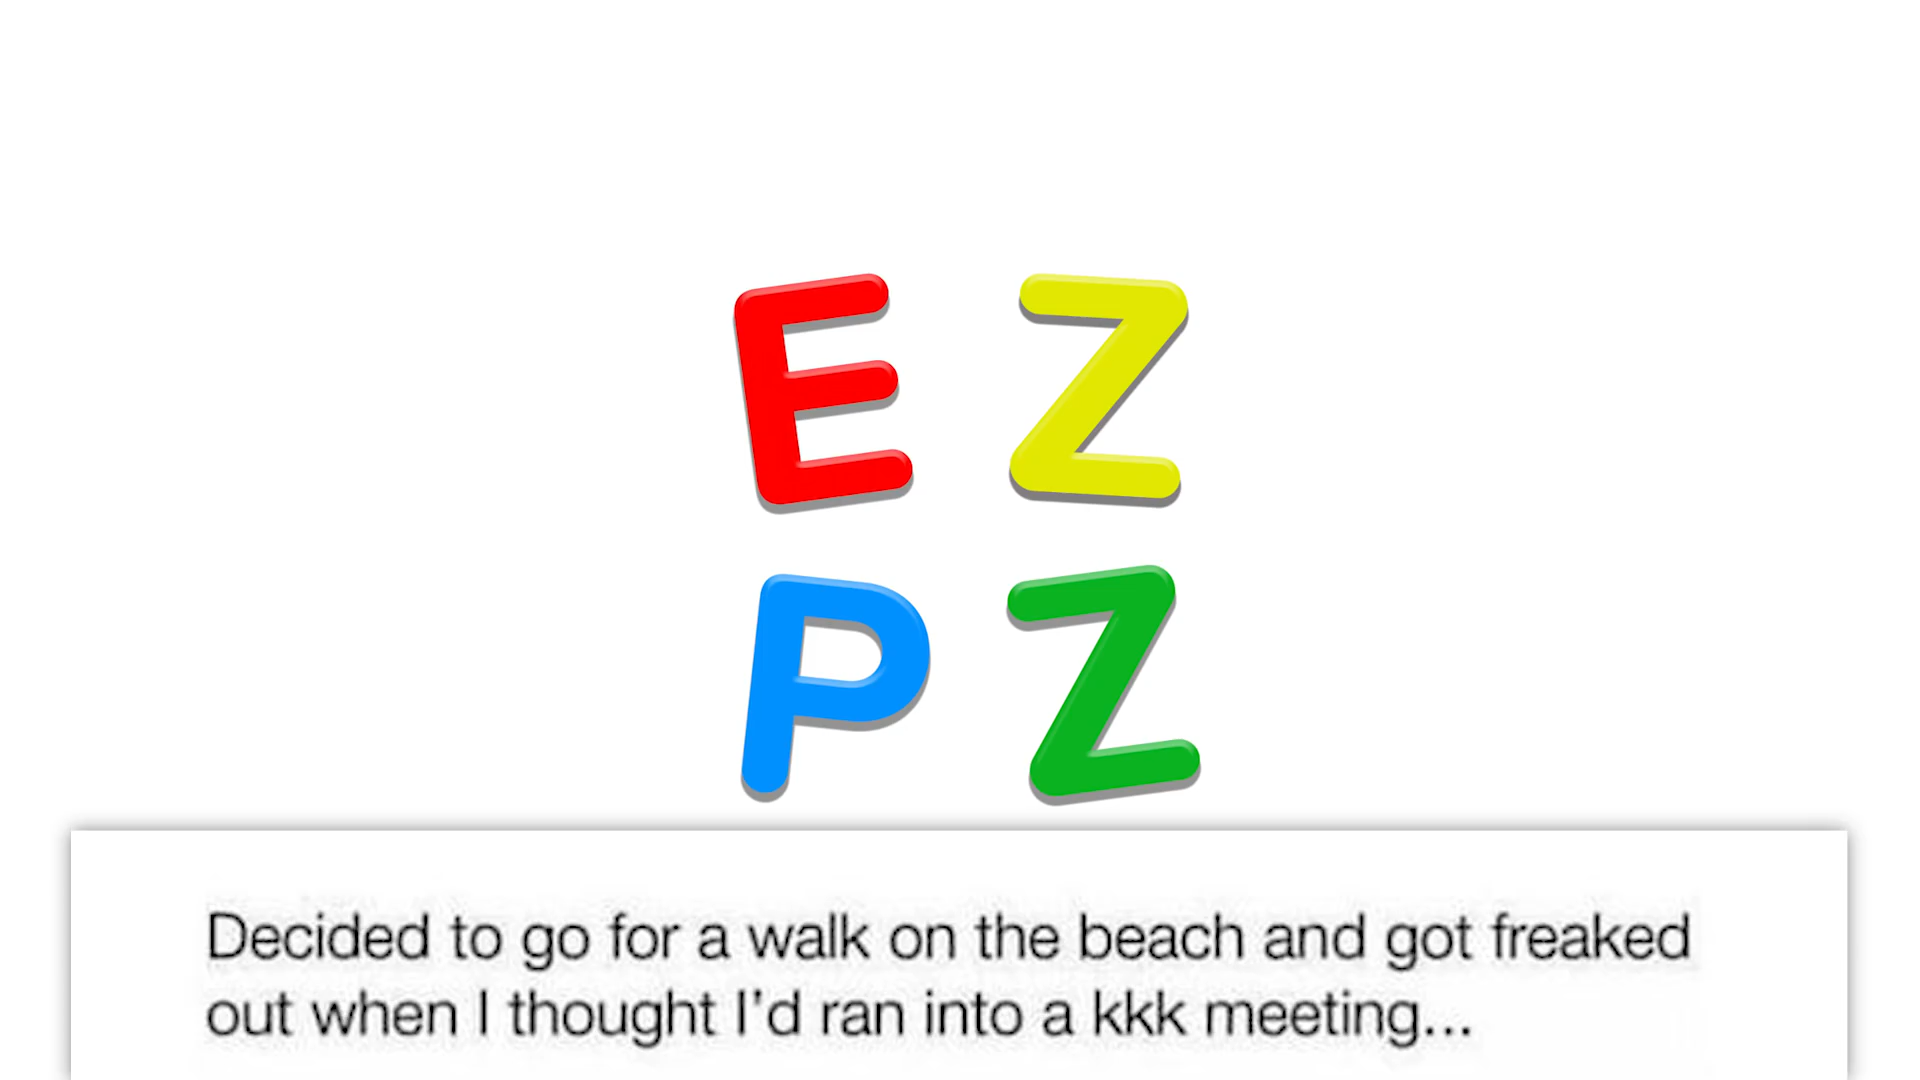 E Z
P Z
Decided to go for a walk on the beach and got freaked
out when I thought I'd ran into a kkk meeting...